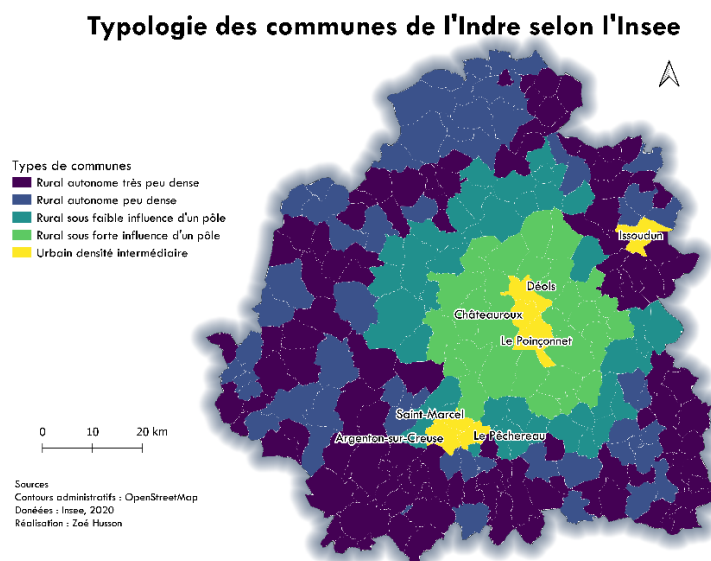 Typologie des communes de l'Indre selon l'Insee
Types de communes
Rural autonome très peu dense
Rural autonome peu dense
Rural sous faible influence d'un pôle
Rural sous forte influence d'un pôle
Urbain densité intermédiaire
Issoudun
Déols
Châteauroux
Le Poinçonnet
Saint-Marcel
Argenton-sur-Creuse
Le Pêchereau
0 10 20 km
Sources
Contours administratifs : OpenStreetMap
Donéées : Insee, 2020
Réalisation : Zoé Husson